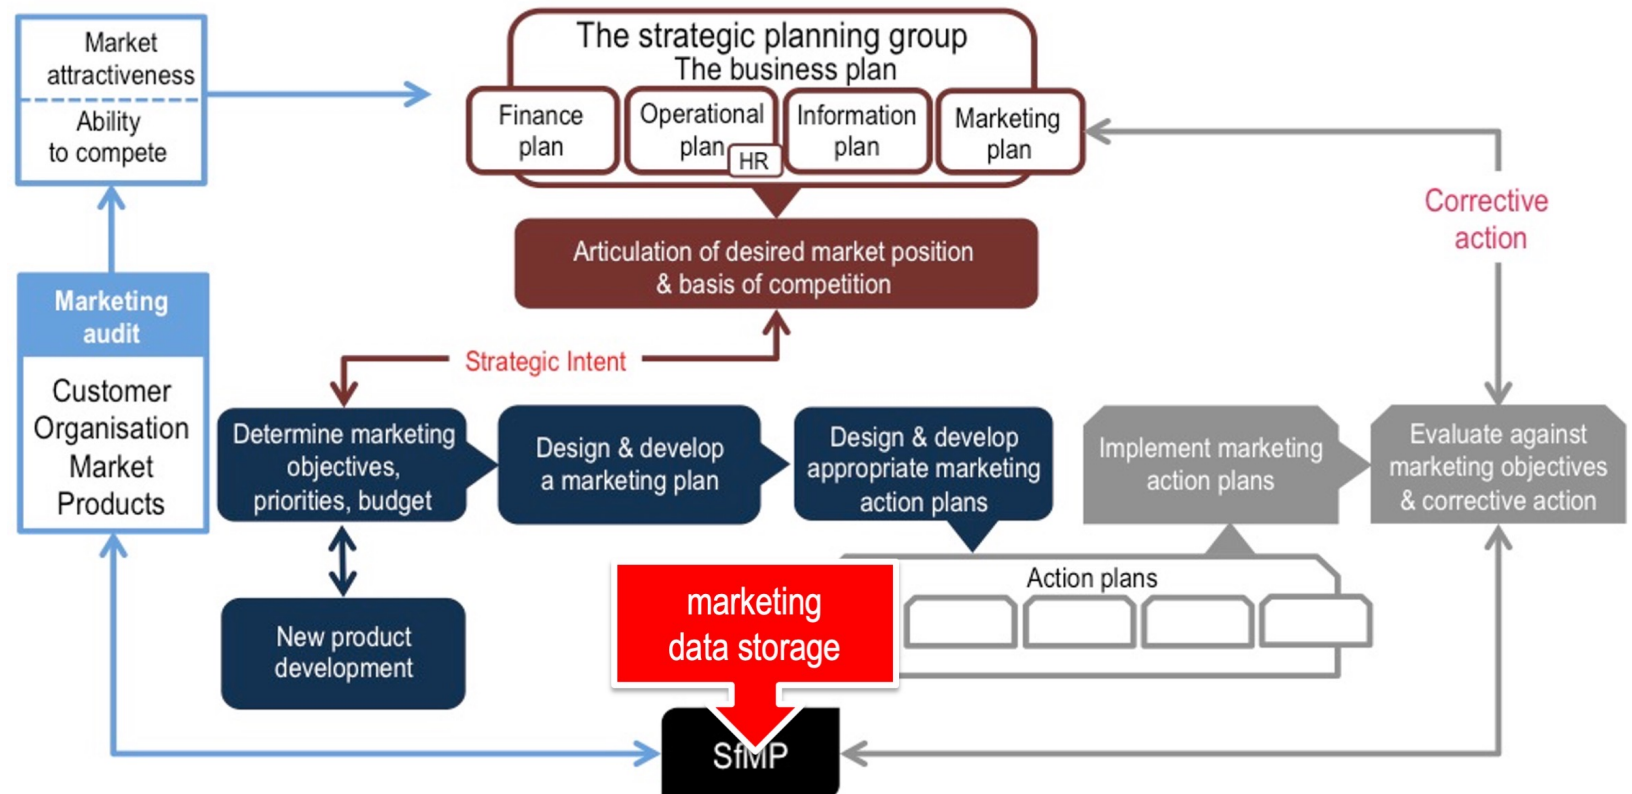 Market
attractiveness
Ability
to compete
The strategic planning group
The business plan
Finance
plan
Operational
plan
HR
Information
plan
Marketing
plan
Articulation of desired market position
& basis of competition
Corrective
action
Marketing
audit
Customer
Organisation
Market
Products
Strategic Intent
Determine marketing
objectives,
priorities, budget
Design & develop
a marketing plan
Design & develop
appropriate marketing
action plans
Implement marketing
action plans
Evaluate against
marketing objectives
& corrective action
New product
development
Action plans
marketing
data storage
SfMP